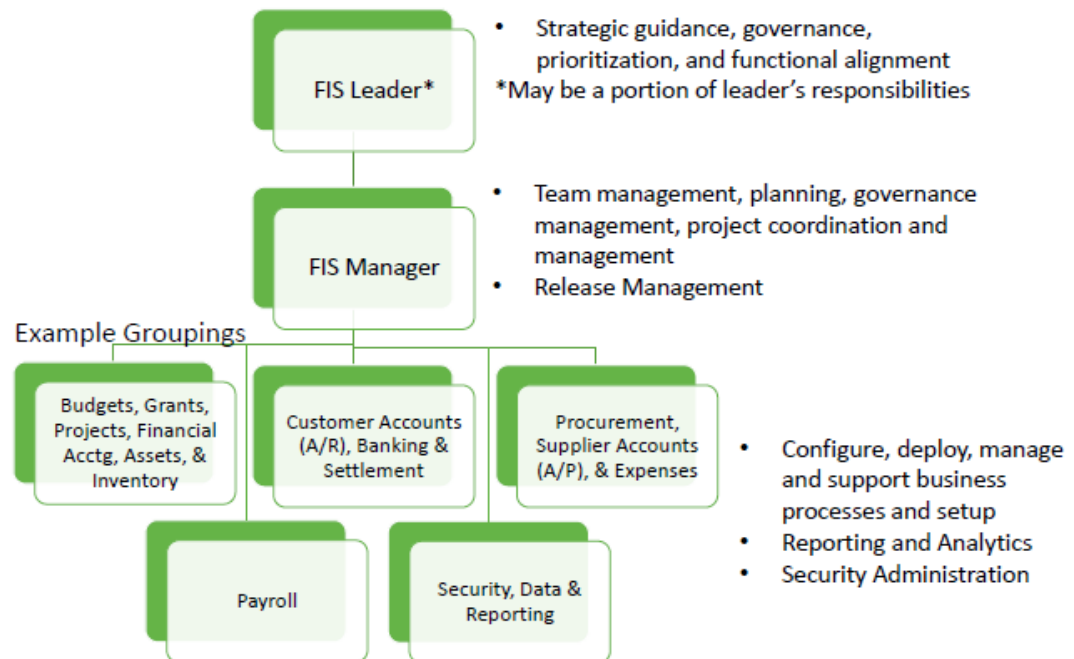 FIS Leader*
• Strategic guidance, governance,
prioritization, and functional alignment
*May be a portion of leader’s responsibilities
FIS Manager
• Team management, planning, governance
management, project coordination and
management
• Release Management
Example Groupings
Budgets, Grants,
Projects, Financial
Acctg, Assets, &
Inventory
Customer Accounts
(A/R), Banking &
Settlement
Procurement,
Supplier Accounts
(A/P), & Expenses
• Configure, deploy, manage
and support business
processes and setup
• Reporting and Analytics
• Security Administration
Payroll
Security, Data &
Reporting